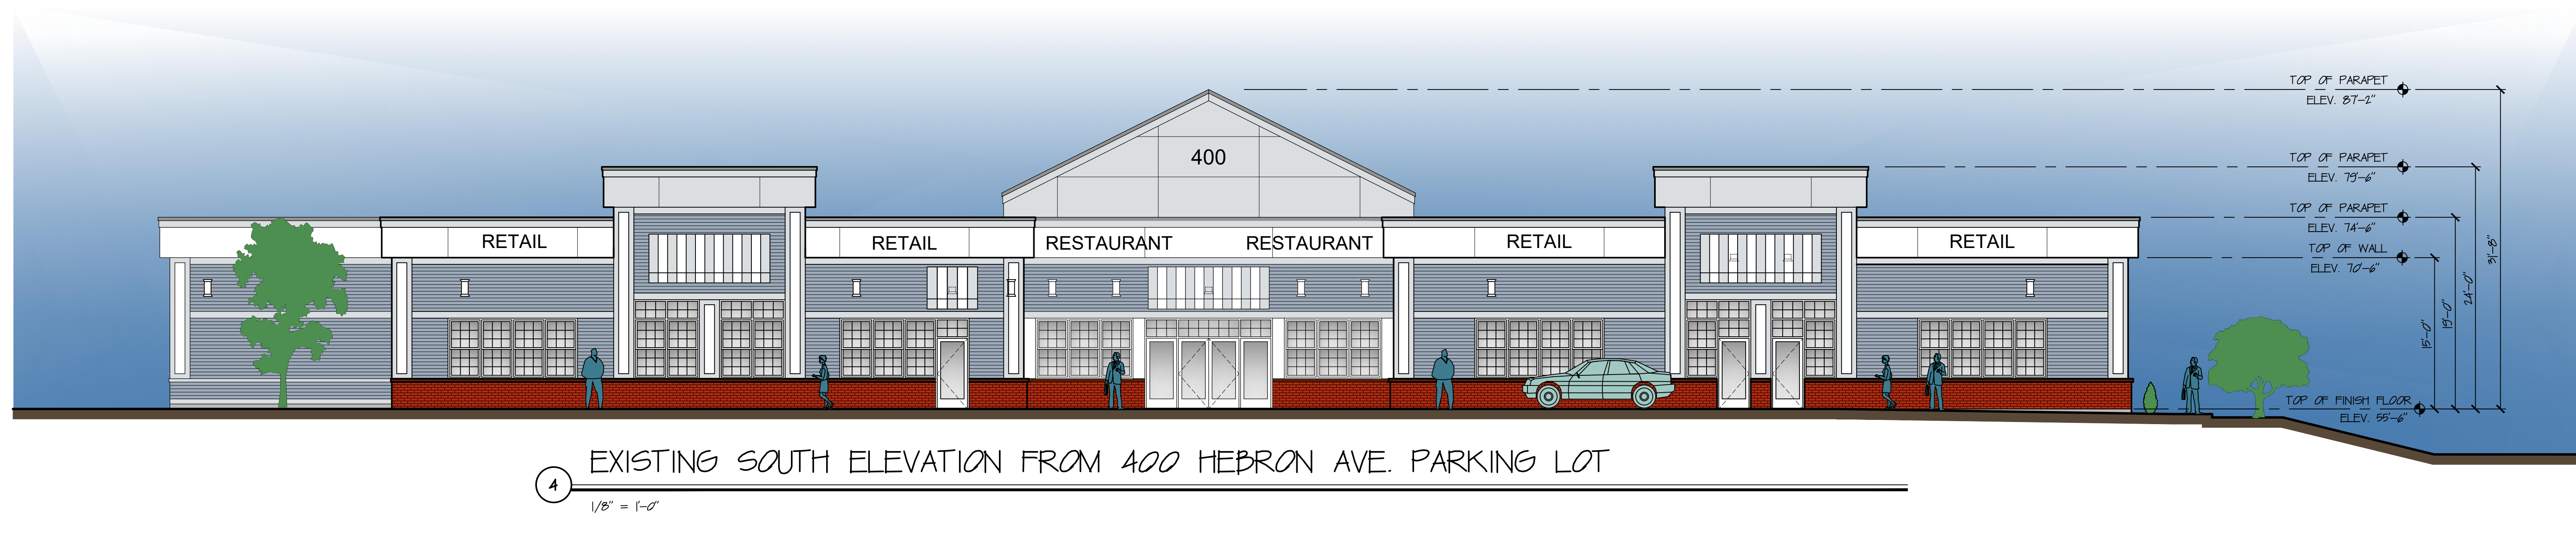 TOP OF PARAPET
ELEV. 87'-2"
400
TOP OF PARAPET
ELEV. 79'-6"
TOP OF PARAPET
ELEV. 74'-6"
RETAIL
RETAIL
RESTAURANT
RESTAURANT
RETAIL
RETAIL
TOP OF WALL
ELEV. 70'-6"
15'-0"
19'-0"
24'-0"
31'-8"
TOP OF FINISH FLOOR
ELEV. 55'-6"
4
EXISTING SOUTH ELEVATION FROM 400 HEBRON AVE. PARKING LOT
1/8" = 1'-0"